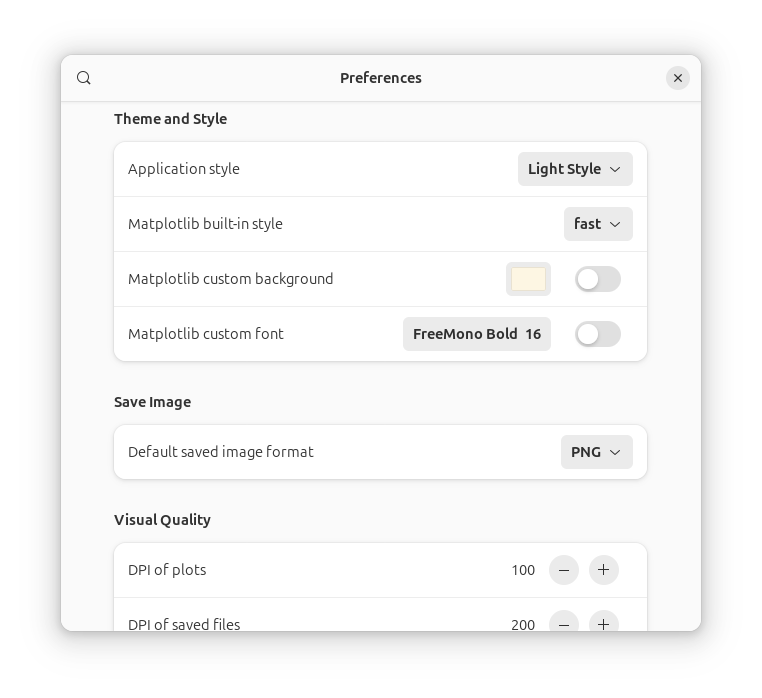 Preferences
Theme and Style
Application style Light Style
Matplotlib built-in style fast
Matplotlib custom background
Matplotlib custom font FreeMono Bold 16
Save Image
Default saved image format PNG
Visual Quality
DPI of plots 100
DPI of saved files 200